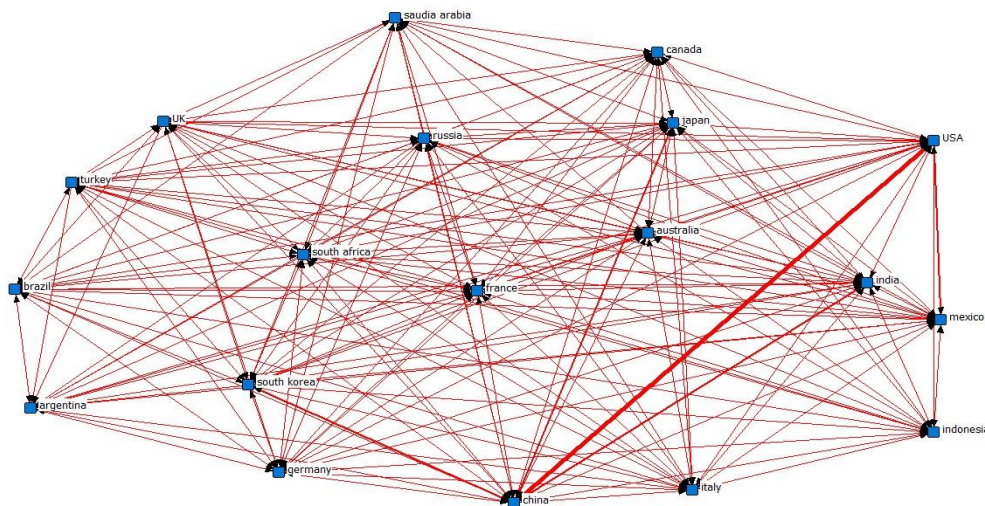 saudia arabia
canada
UK
japan
russia
USA
turkey
australia
south africa
india
brazil
france
mexico
south korea
argentina
indonesia
germany
italy
china